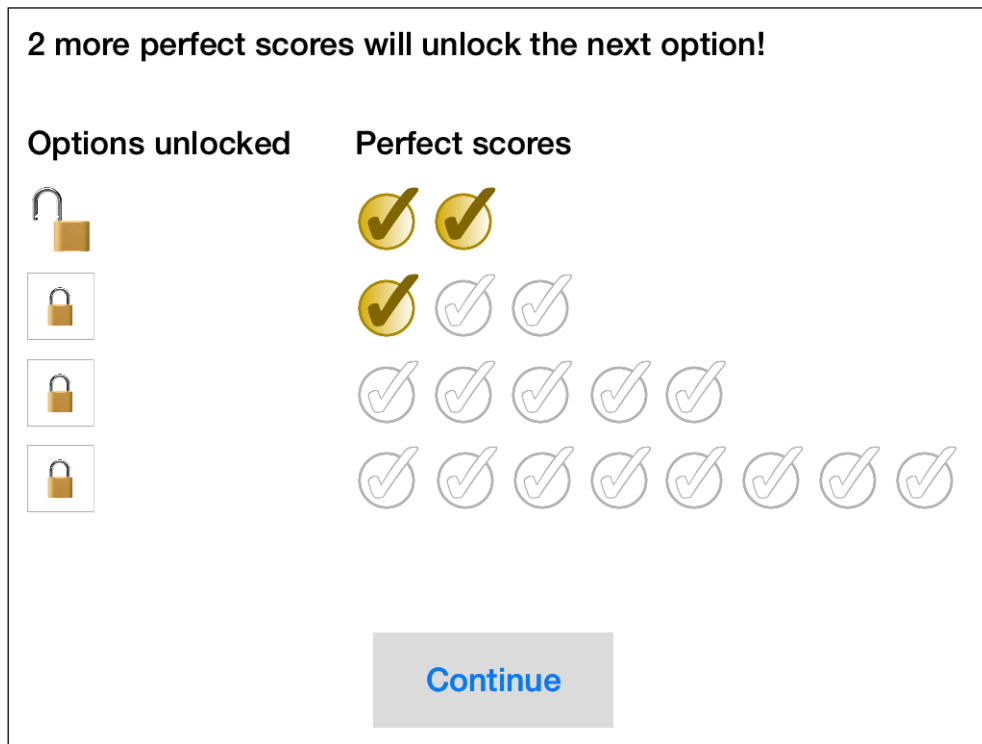 2 more perfect scores will unlock the next option!
Options unlocked Perfect scores
Continue